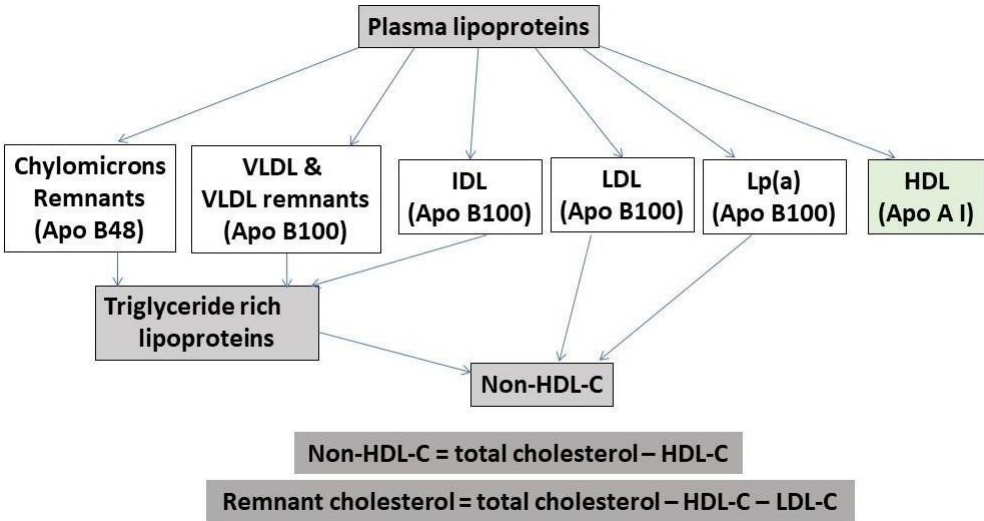 Plasma lipoproteins
Chylomicrons
Remnants
(Apo B48)
VLDL &
VLDL remnants
(Apo B100)
IDL
(Apo B100)
LDL
(Apo B100)
Lp(a)
(Apo B100)
HDL
(Apo A I)
Triglyceride rich
lipoproteins
Non-HDL-C
Non-HDL-C = total cholesterol – HDL-C
Remnant cholesterol = total cholesterol – HDL-C – LDL-C